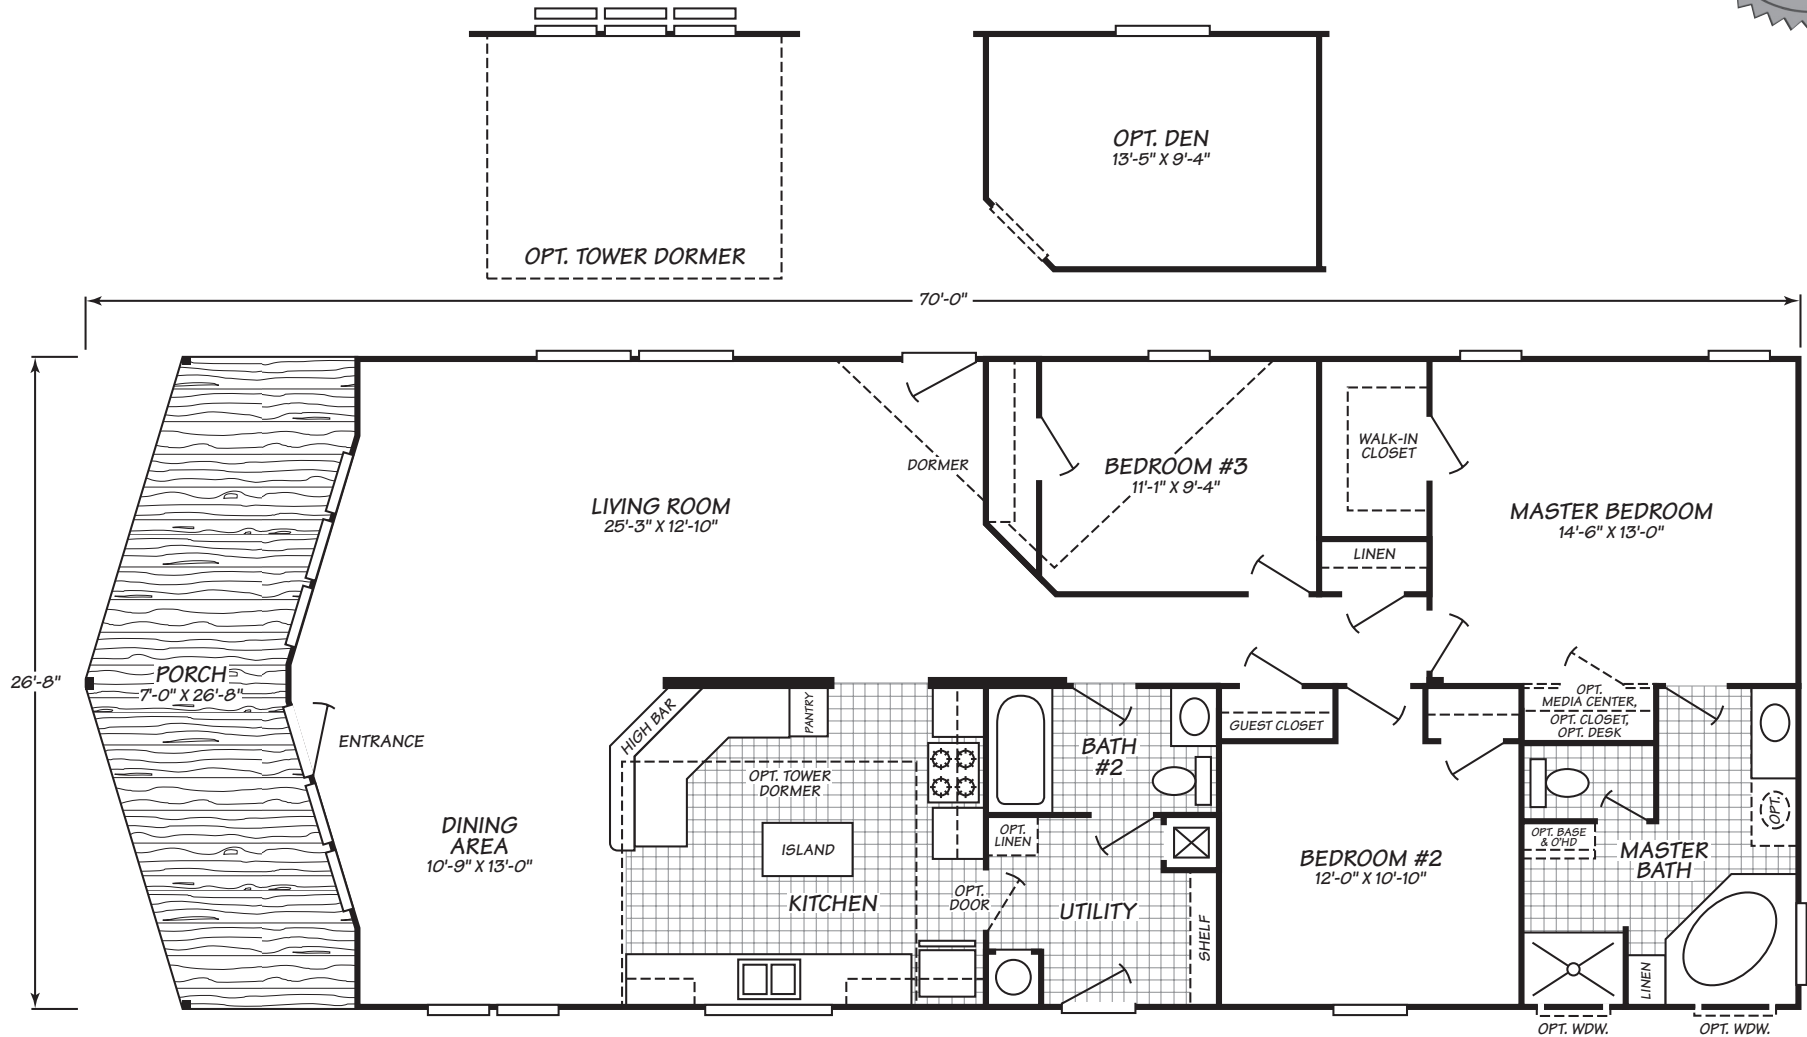 OPT. TOWER DORMER
OPT. DEN
13'-5" X 9'-4"
70'-0"
26'-8"
PORCH
7'-0" X 26'-8"
ENTRANCE
LIVING ROOM
25'-3" X 12'-10"
DORMER
BEDROOM #3
11'-1" X 9'-4"
WALK-IN
CLOSET
LINEN
MASTER BEDROOM
14'-6" X 13'-0"
DINING
AREA
10'-9" X 13'-0"
HIGH BAR
PANTRY
OPT. TOWER
DORMER
ISLAND
KITCHEN
OPT.
DOOR
BATH
#2
OPT.
LINEN
UTILITY
SHELF
GUEST CLOSET
BEDROOM #2
12'-0" X 10'-10"
OPT.
MEDIA CENTER,
OPT. CLOSET,
OPT. DESK
OPT. BASE
& O'HD
MASTER
BATH
OPT.
LINEN
OPT. WDW.
OPT. WDW.